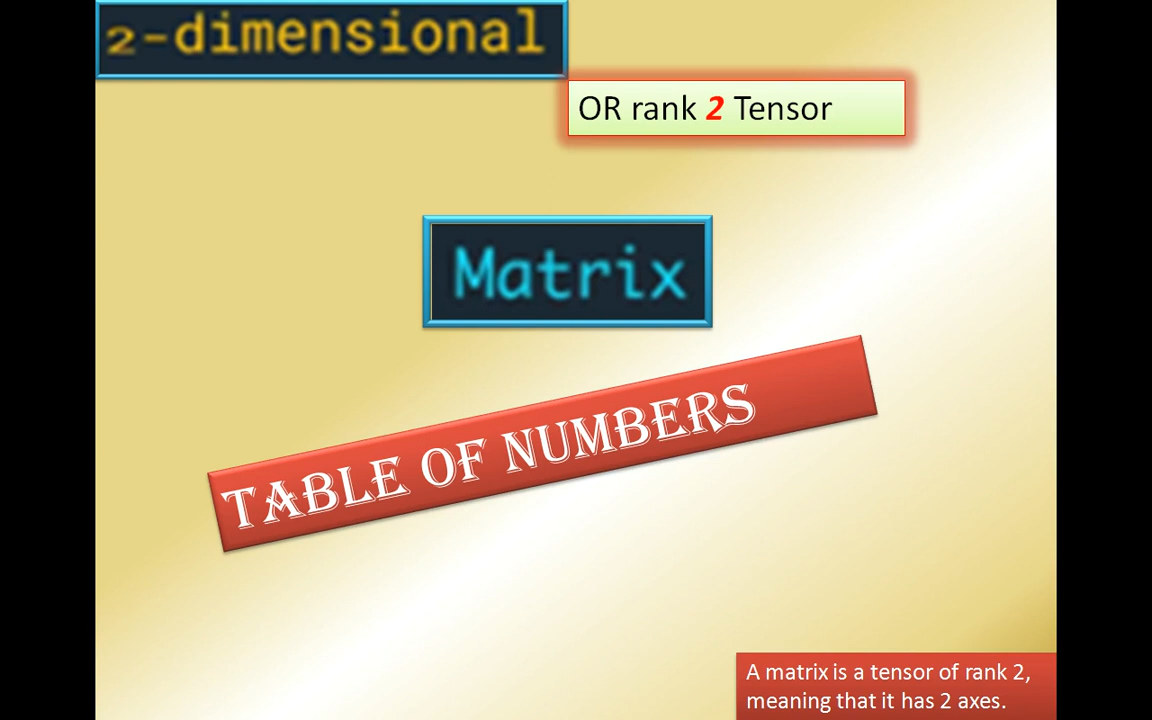 2-dimensional
OR rank 2 Tensor
Matrix
TABLE OF NUMBERS
A matrix is a tensor of rank 2,
meaning that it has 2 axes.